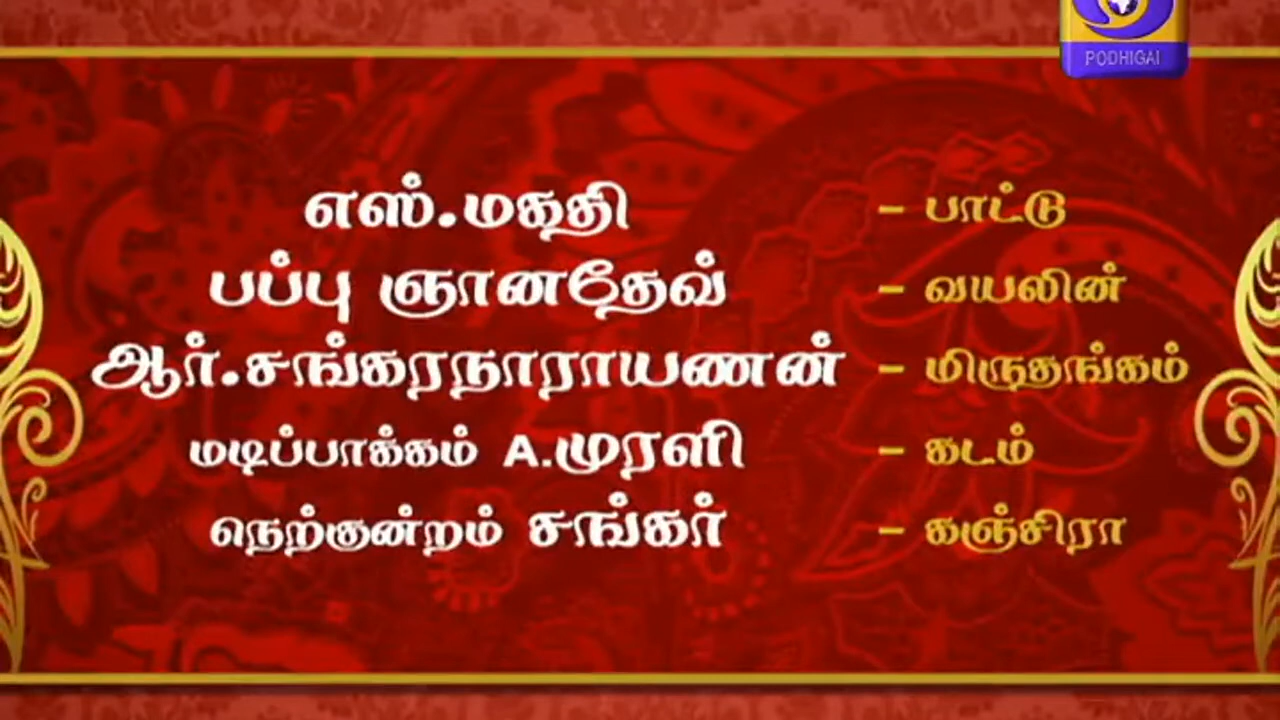 PODHIGAI
எஸ்.மகதி – பாட்டு
பப்பு ஞானதேவ் – வயலின்
ஆர்.சங்கரநாராயணன் – மிருதங்கம்
மடிப்பாக்கம் A.முரளி – கடம்
நெற்குன்றம் சங்கர் – கஞ்சிரா